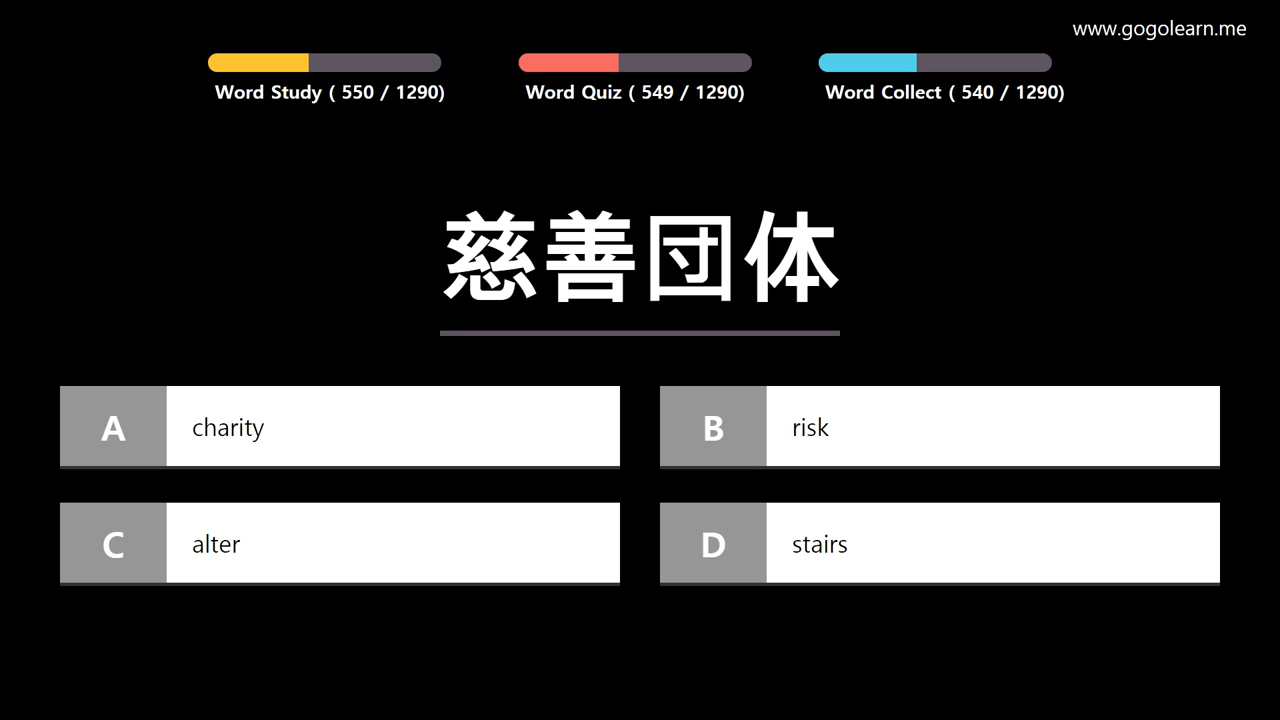 www.gogolearn.me
Word Study ( 550 / 1290)
Word Quiz ( 549 / 1290)
Word Collect ( 540 / 1290)
慈善団体
A charity
B risk
C alter
D stairs